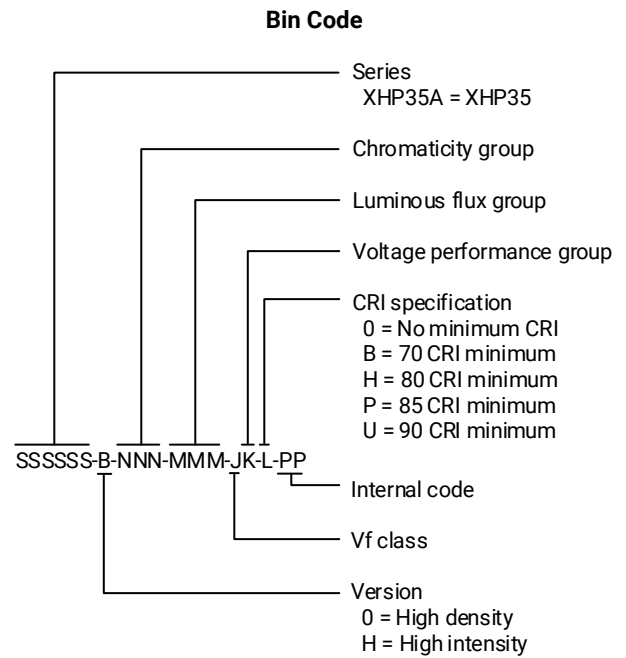 Bin Code
Series
XHP35A = XHP35
Chromaticity group
Luminous flux group
Voltage performance group
CRI specification
0 = No minimum CRI
B = 70 CRI minimum
H = 80 CRI minimum
P = 85 CRI minimum
U = 90 CRI minimum
SSSSSS-B-NNN-MMM-JK-L-PP
Internal code
Vf class
Version
0 = High density
H = High intensity